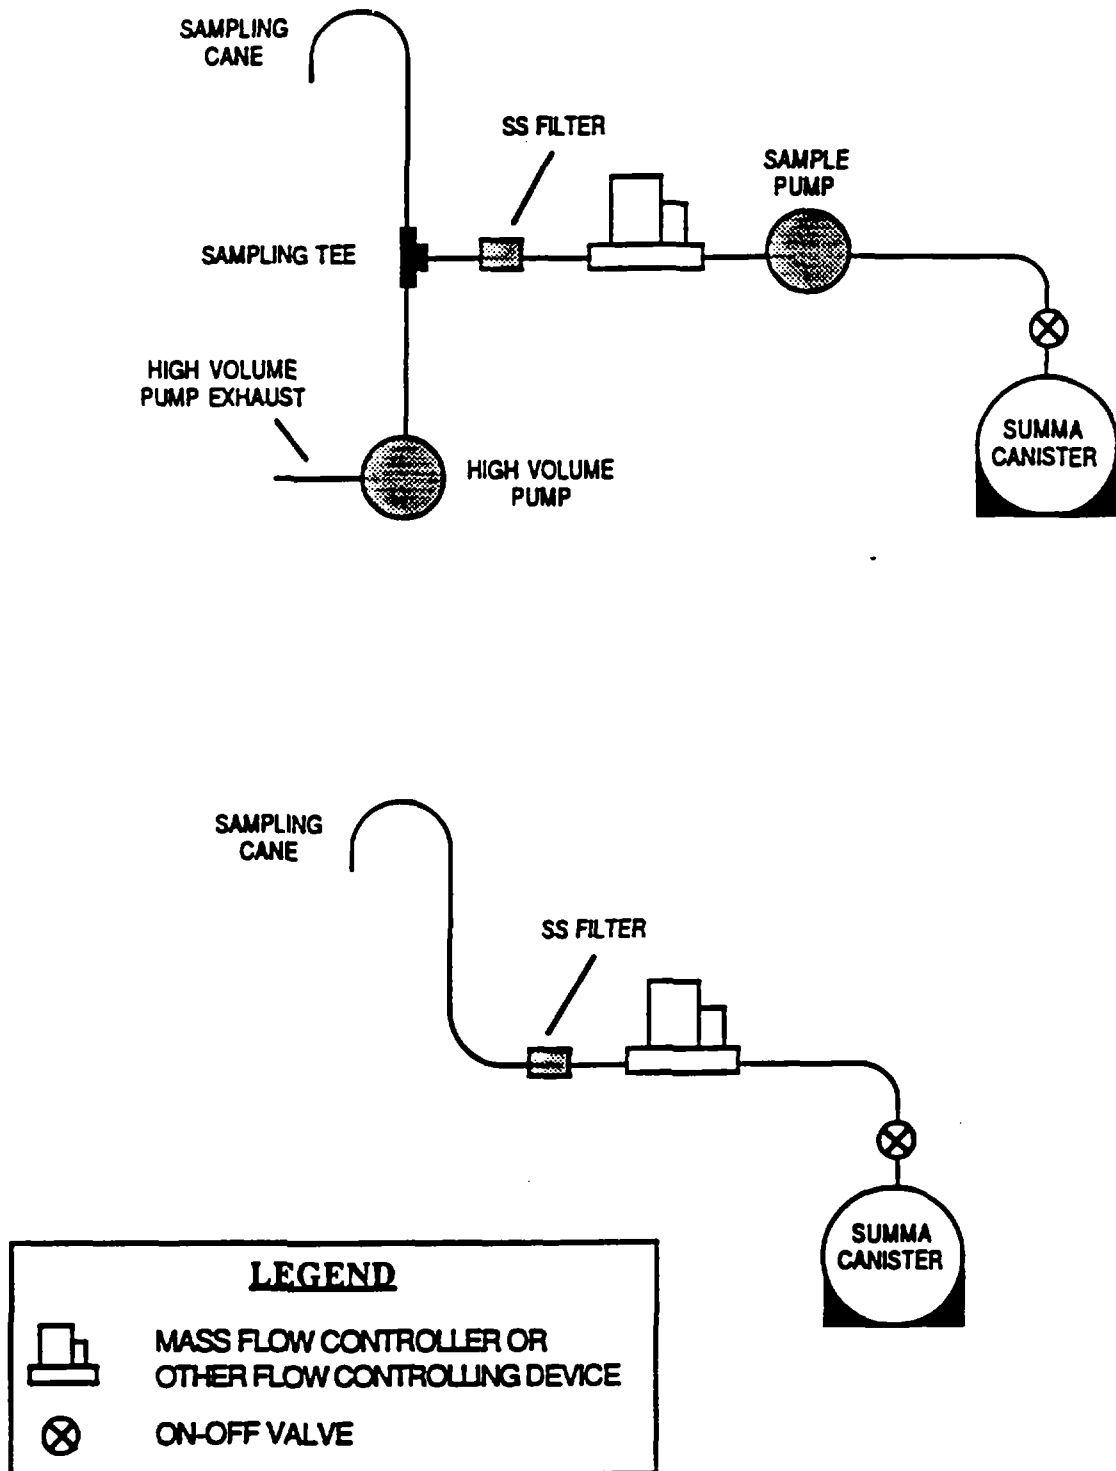 SAMPLING
CANE
SS FILTER
SAMPLE
PUMP
SAMPLING TEE
HIGH VOLUME
PUMP EXHAUST
HIGH VOLUME
PUMP
SUMMA
CANISTER
SAMPLING
CANE
SS FILTER
SUMMA
CANISTER
LEGEND
MASS FLOW CONTROLLER OR
OTHER FLOW CONTROLLING DEVICE
ON-OFF VALVE